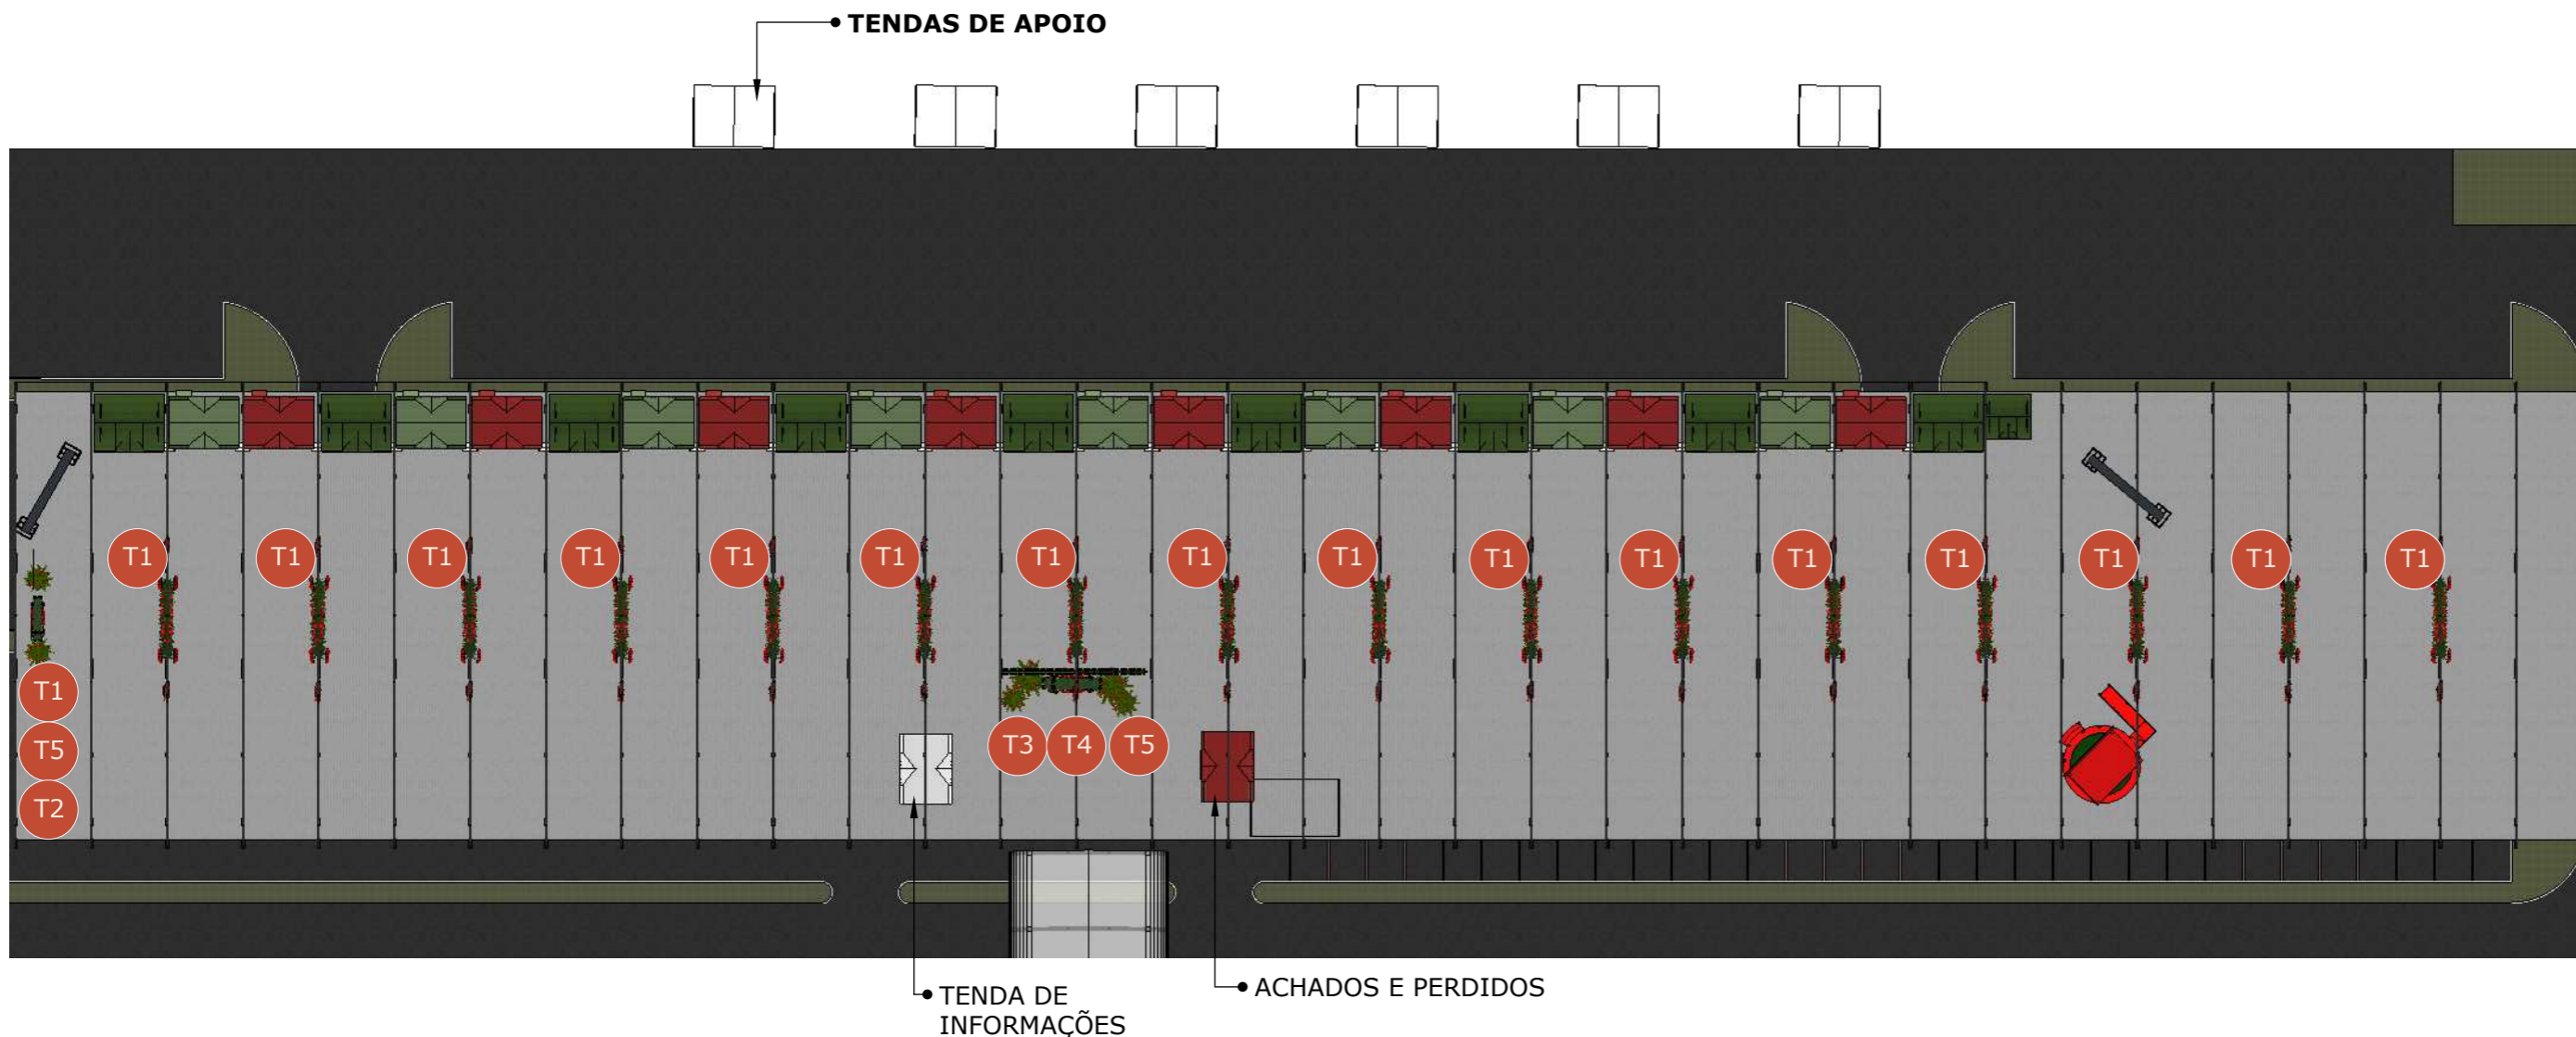 TENDAS DE APOIO
T1 T1 T1 T1 T1 T1 T1 T1 T1 T1 T1 T1 T1 T1 T1 T1
T1
T5
T2
T3 T4 T5
TENDA DE
INFORMAÇÕES
ACHADOS E PERDIDOS